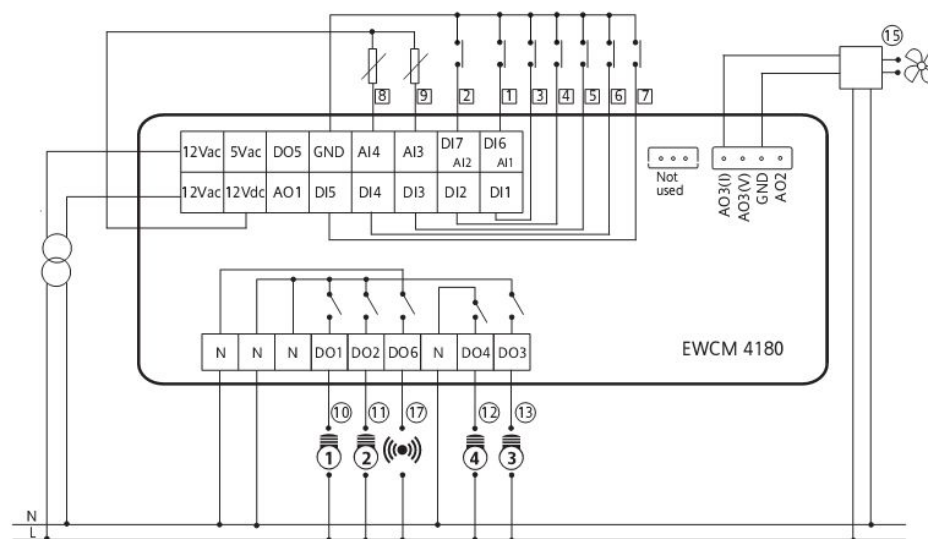 15
8 9 2 1 3 4 5 6 7
12Vac 5Vac DO5 GND AI4 AI3 DI7 AI2 DI6 AI1
12Vac 12Vdc AO1 DI5 DI4 DI3 DI2 DI1
Not
used
AO3(I)
AO3(V)
GND
AO2
N N N DO1 DO2 DO6 N DO4 DO3
EWCM 4180
10 11 17 12 13
1 2 4 3
N
L